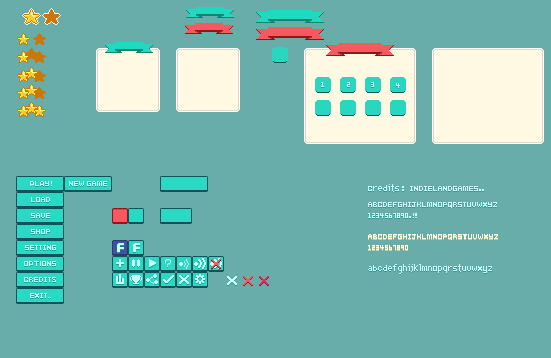 1 2 3 4
PLAY! NEW GAME
LOAD
SAVE
SHOP
SETTING
OPTIONS
CREDITS
EXIT..
F F
?
credits: INDIELANDGAMES..
ABCDEFGHIJKLMNOPQRSTUVWXYZ
1234567890.!!!
ABCDEFGHIJKLMNOPQRSTUVWXYZ
1234567890
abcdefghijklmnopqrstuvwxyz